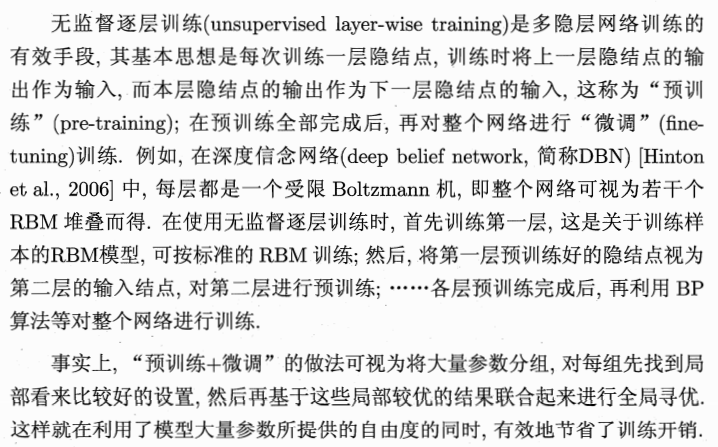 无监督逐层训练(unsupervised layer-wise training)是多隐层网络训练的
有效手段, 其基本思想是每次训练一层隐结点, 训练时将上一层隐结点的输
出作为输入, 而本层隐结点的输出作为下一层隐结点的输入, 这称为“预训
练”(pre-training); 在预训练全部完成后, 再对整个网络进行“微调”(fine-
tuning)训练. 例如, 在深度信念网络(deep belief network, 简称DBN) [Hinton
et al., 2006] 中, 每层都是一个受限 Boltzmann 机, 即整个网络可视为若干个
RBM 堆叠而得. 在使用无监督逐层训练时, 首先训练第一层, 这是关于训练样
本的RBM模型, 可按标准的 RBM 训练; 然后, 将第一层预训练好的隐结点视为
第二层的输入结点, 对第二层进行预训练; ……各层预训练完成后, 再利用 BP
算法等对整个网络进行训练.
事实上, “预训练+微调”的做法可视为将大量参数分组, 对每组先找到局
部看来比较好的设置, 然后再基于这些局部较优的结果联合起来进行全局寻优.
这样就在利用了模型大量参数所提供的自由度的同时, 有效地节省了训练开销.